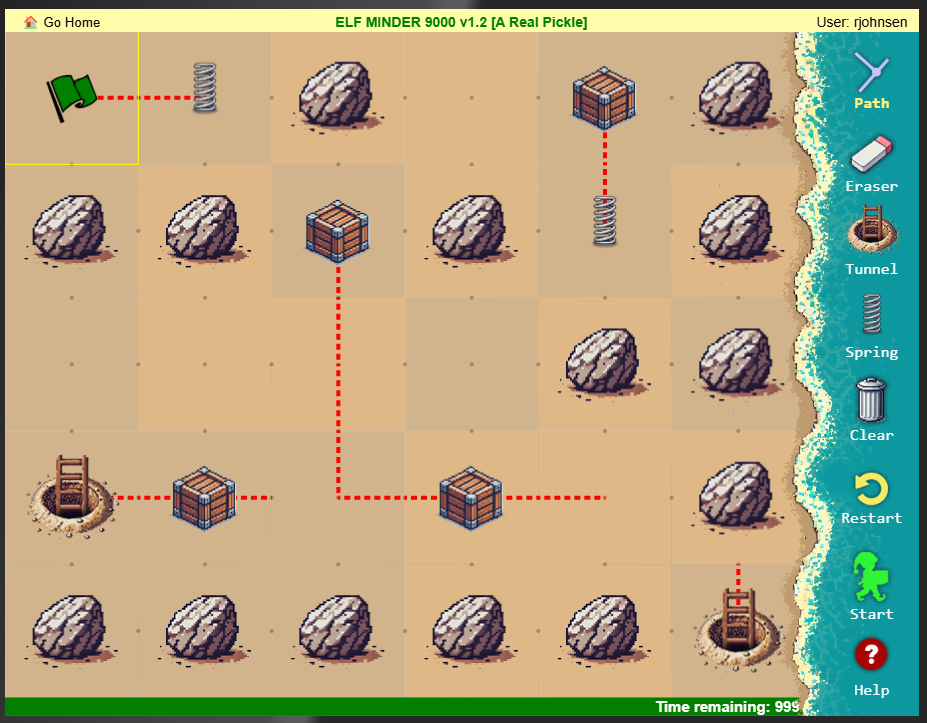 Go Home
ELF MINDER 9000 v1.2 [A Real Pickle]
User: rjohnsen
Path
Eraser
Tunnel
Spring
Clear
Restart
Start
?
Help
Time remaining: 999